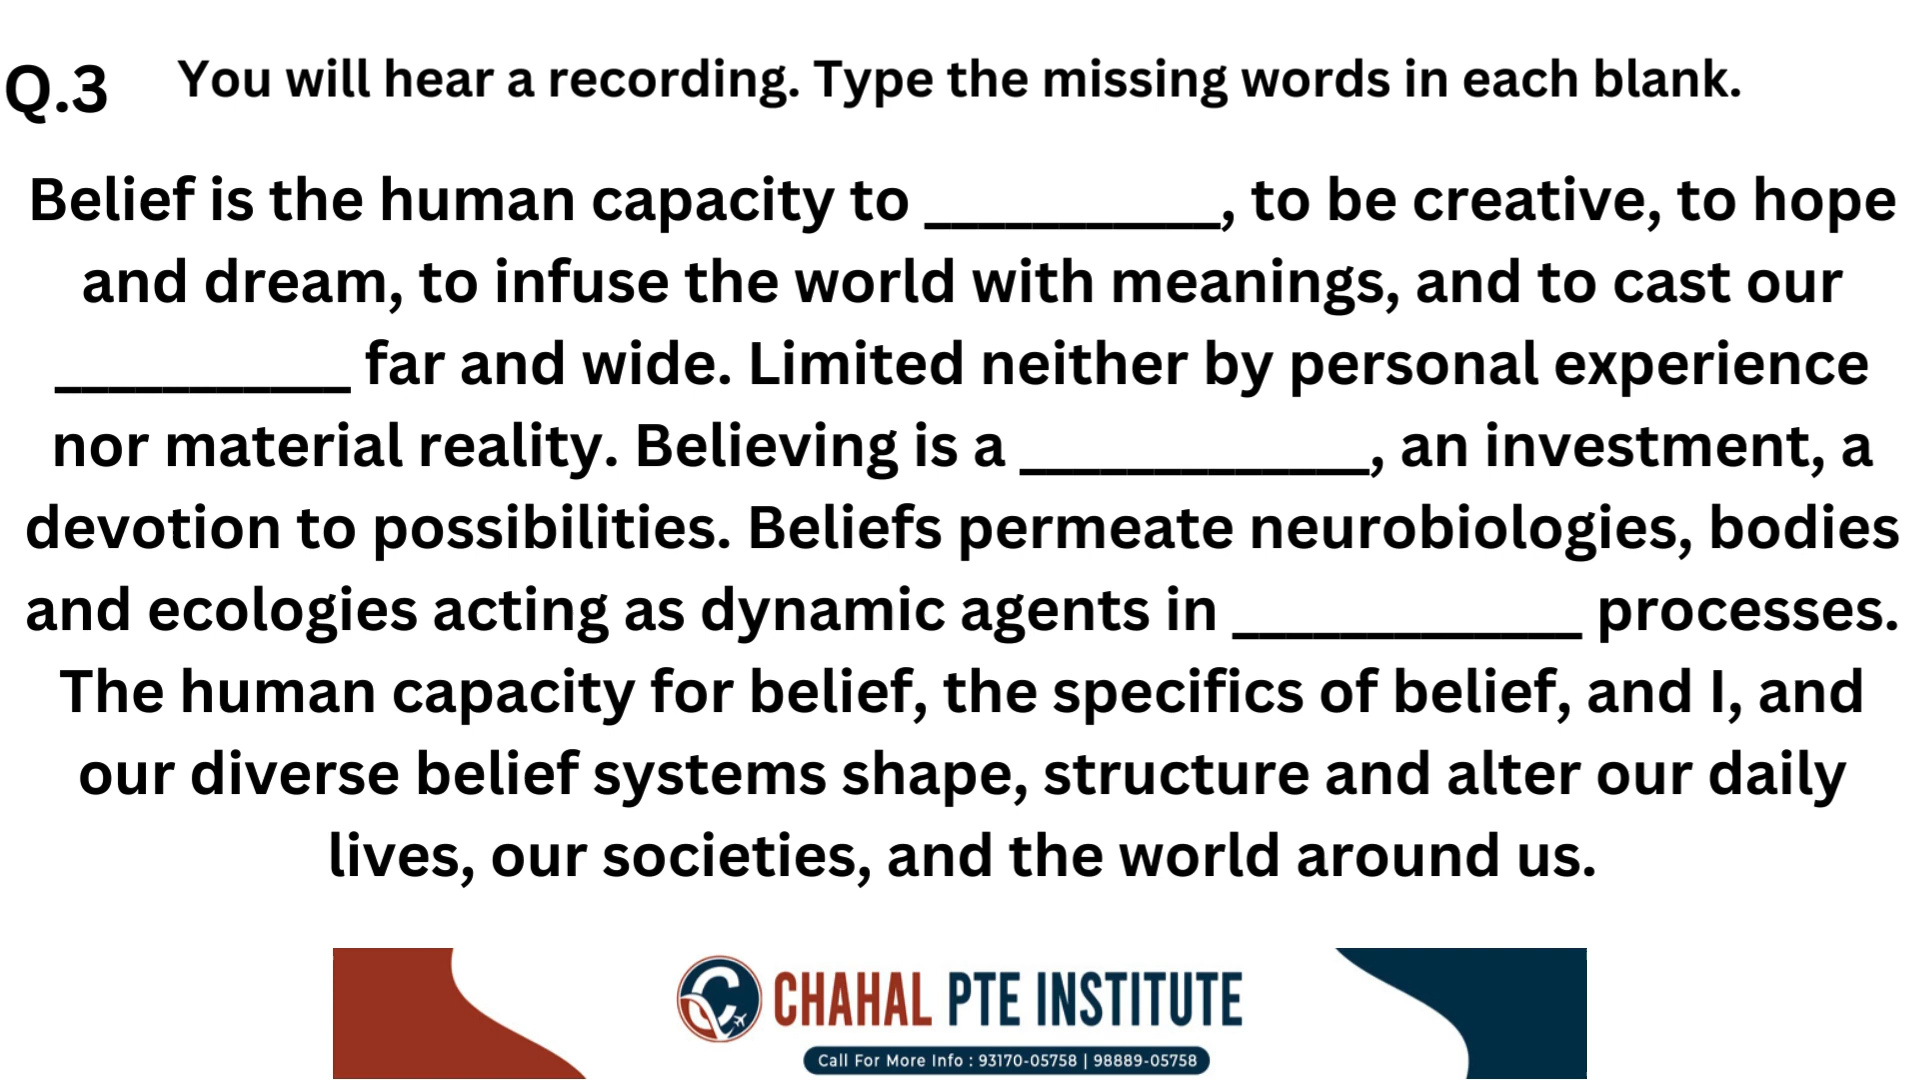 Q.3 You will hear a recording. Type the missing words in each blank.
Belief is the human capacity to ___________, to be creative, to hope
and dream, to infuse the world with meanings, and to cast our
___________ far and wide. Limited neither by personal experience
nor material reality. Believing is a _____________, an investment, a
devotion to possibilities. Beliefs permeate neurobiologies, bodies
and ecologies acting as dynamic agents in _____________ processes.
The human capacity for belief, the specifics of belief, and I, and
our diverse belief systems shape, structure and alter our daily
lives, our societies, and the world around us.
CHAHAL PTE INSTITUTE
Call For More Info : 93170-05758 | 98889-05758